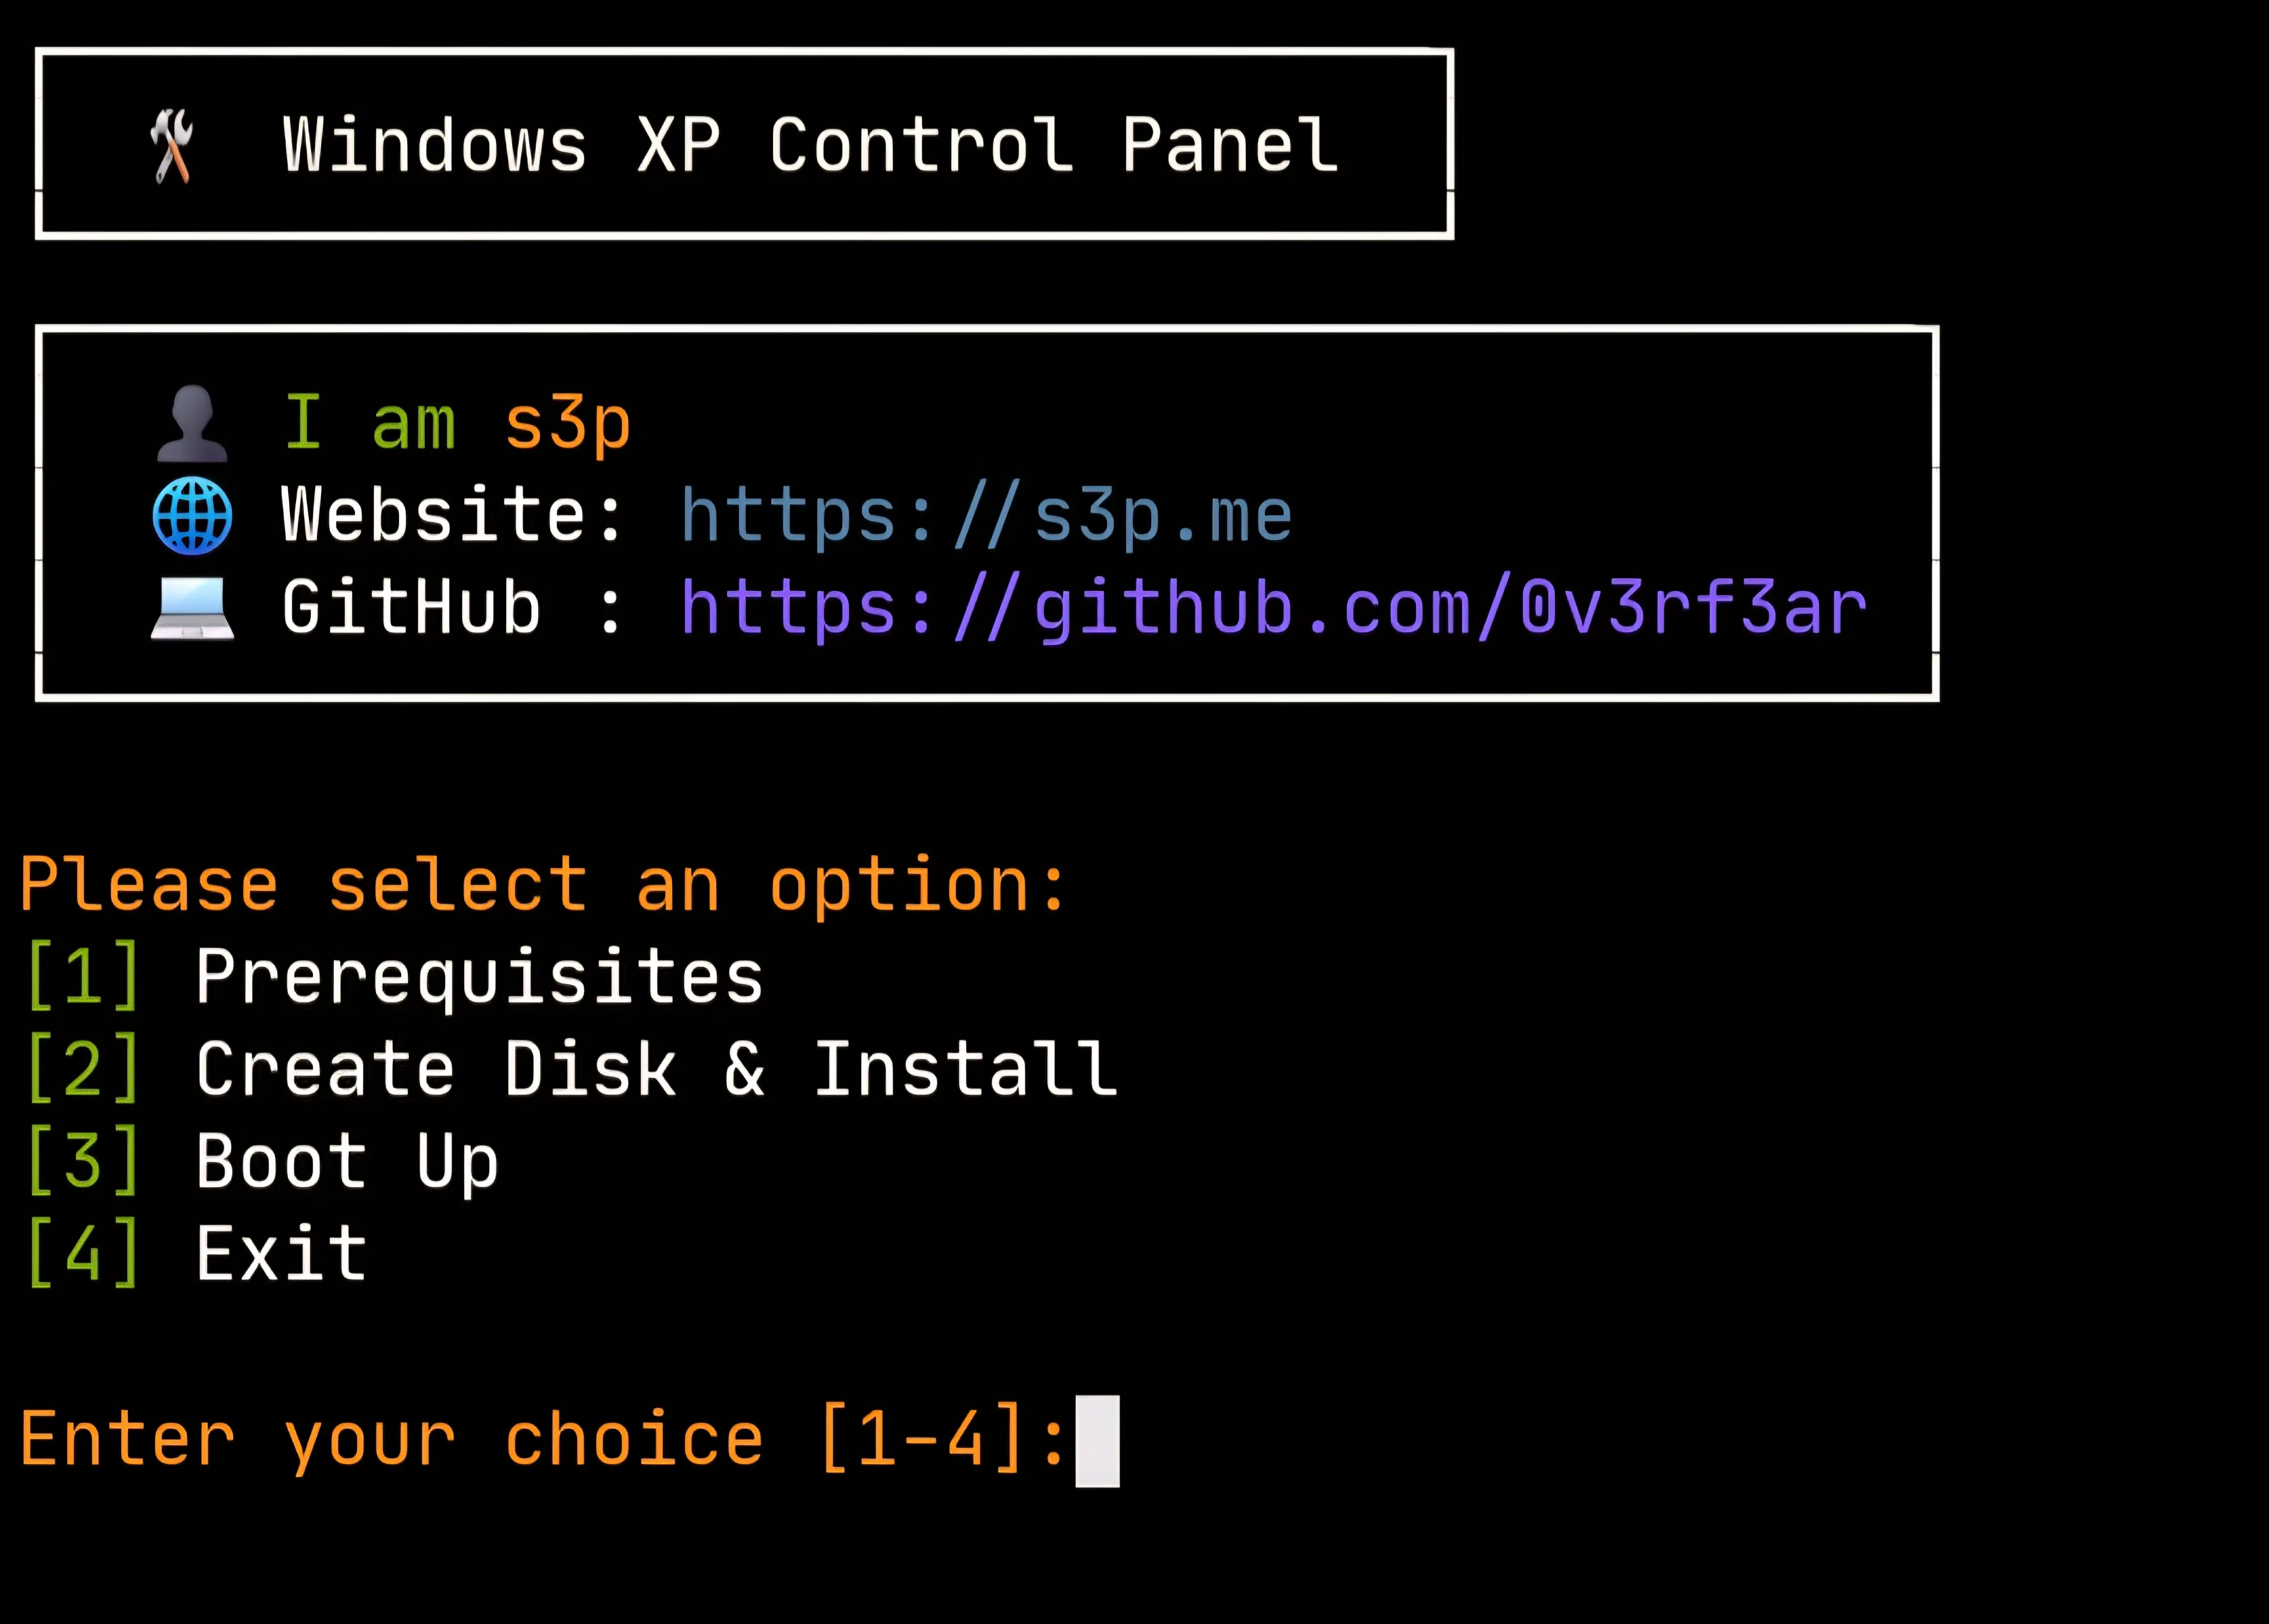 🛠 Windows XP Control Panel
👤 I am s3p
🌐 Website: https://s3p.me
💻 GitHub : https://github.com/0v3rf3ar
Please select an option:
[1] Prerequisites
[2] Create Disk & Install
[3] Boot Up
[4] Exit
Enter your choice [1-4]: